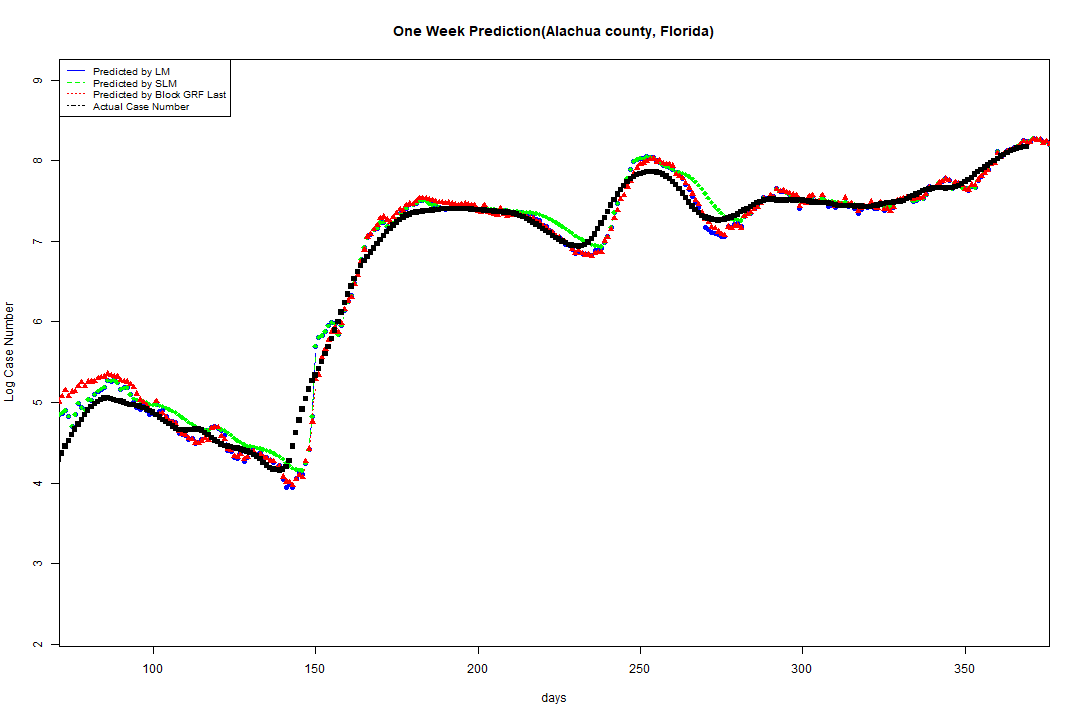 One Week Prediction(Alachua county, Florida)
Predicted by LM
Predicted by SLM
Predicted by Block GRF Last
Actual Case Number
9
8
7
6
5
4
3
2
Log Case Number
100 150 200 250 300 350
days